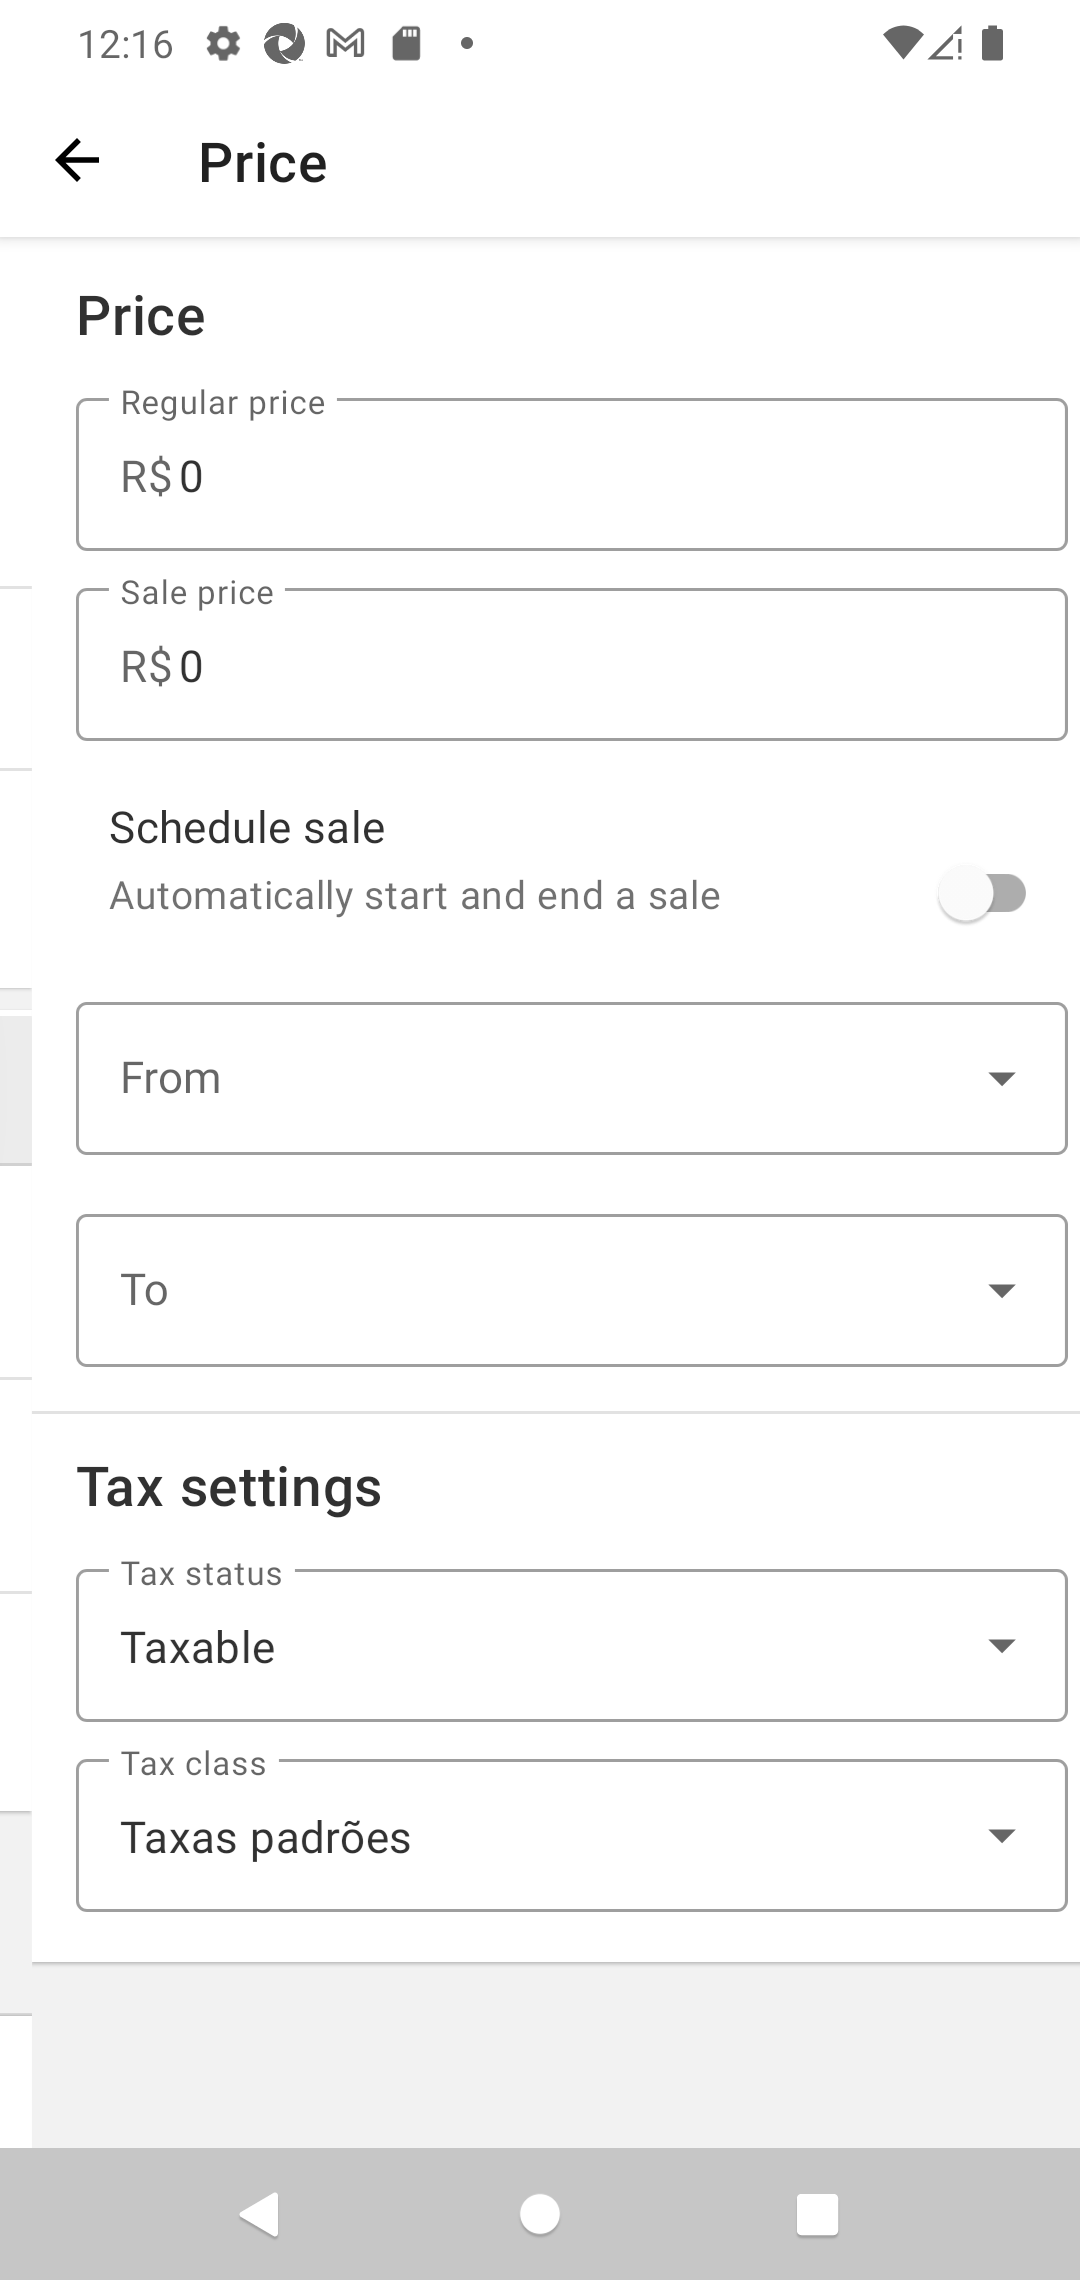 12:16
Price
Price
Regular price
R$ 0
Sale price
R$ 0
Schedule sale
Automatically start and end a sale
From
To
Tax settings
Tax status
Taxable
Tax class
Taxas padrões